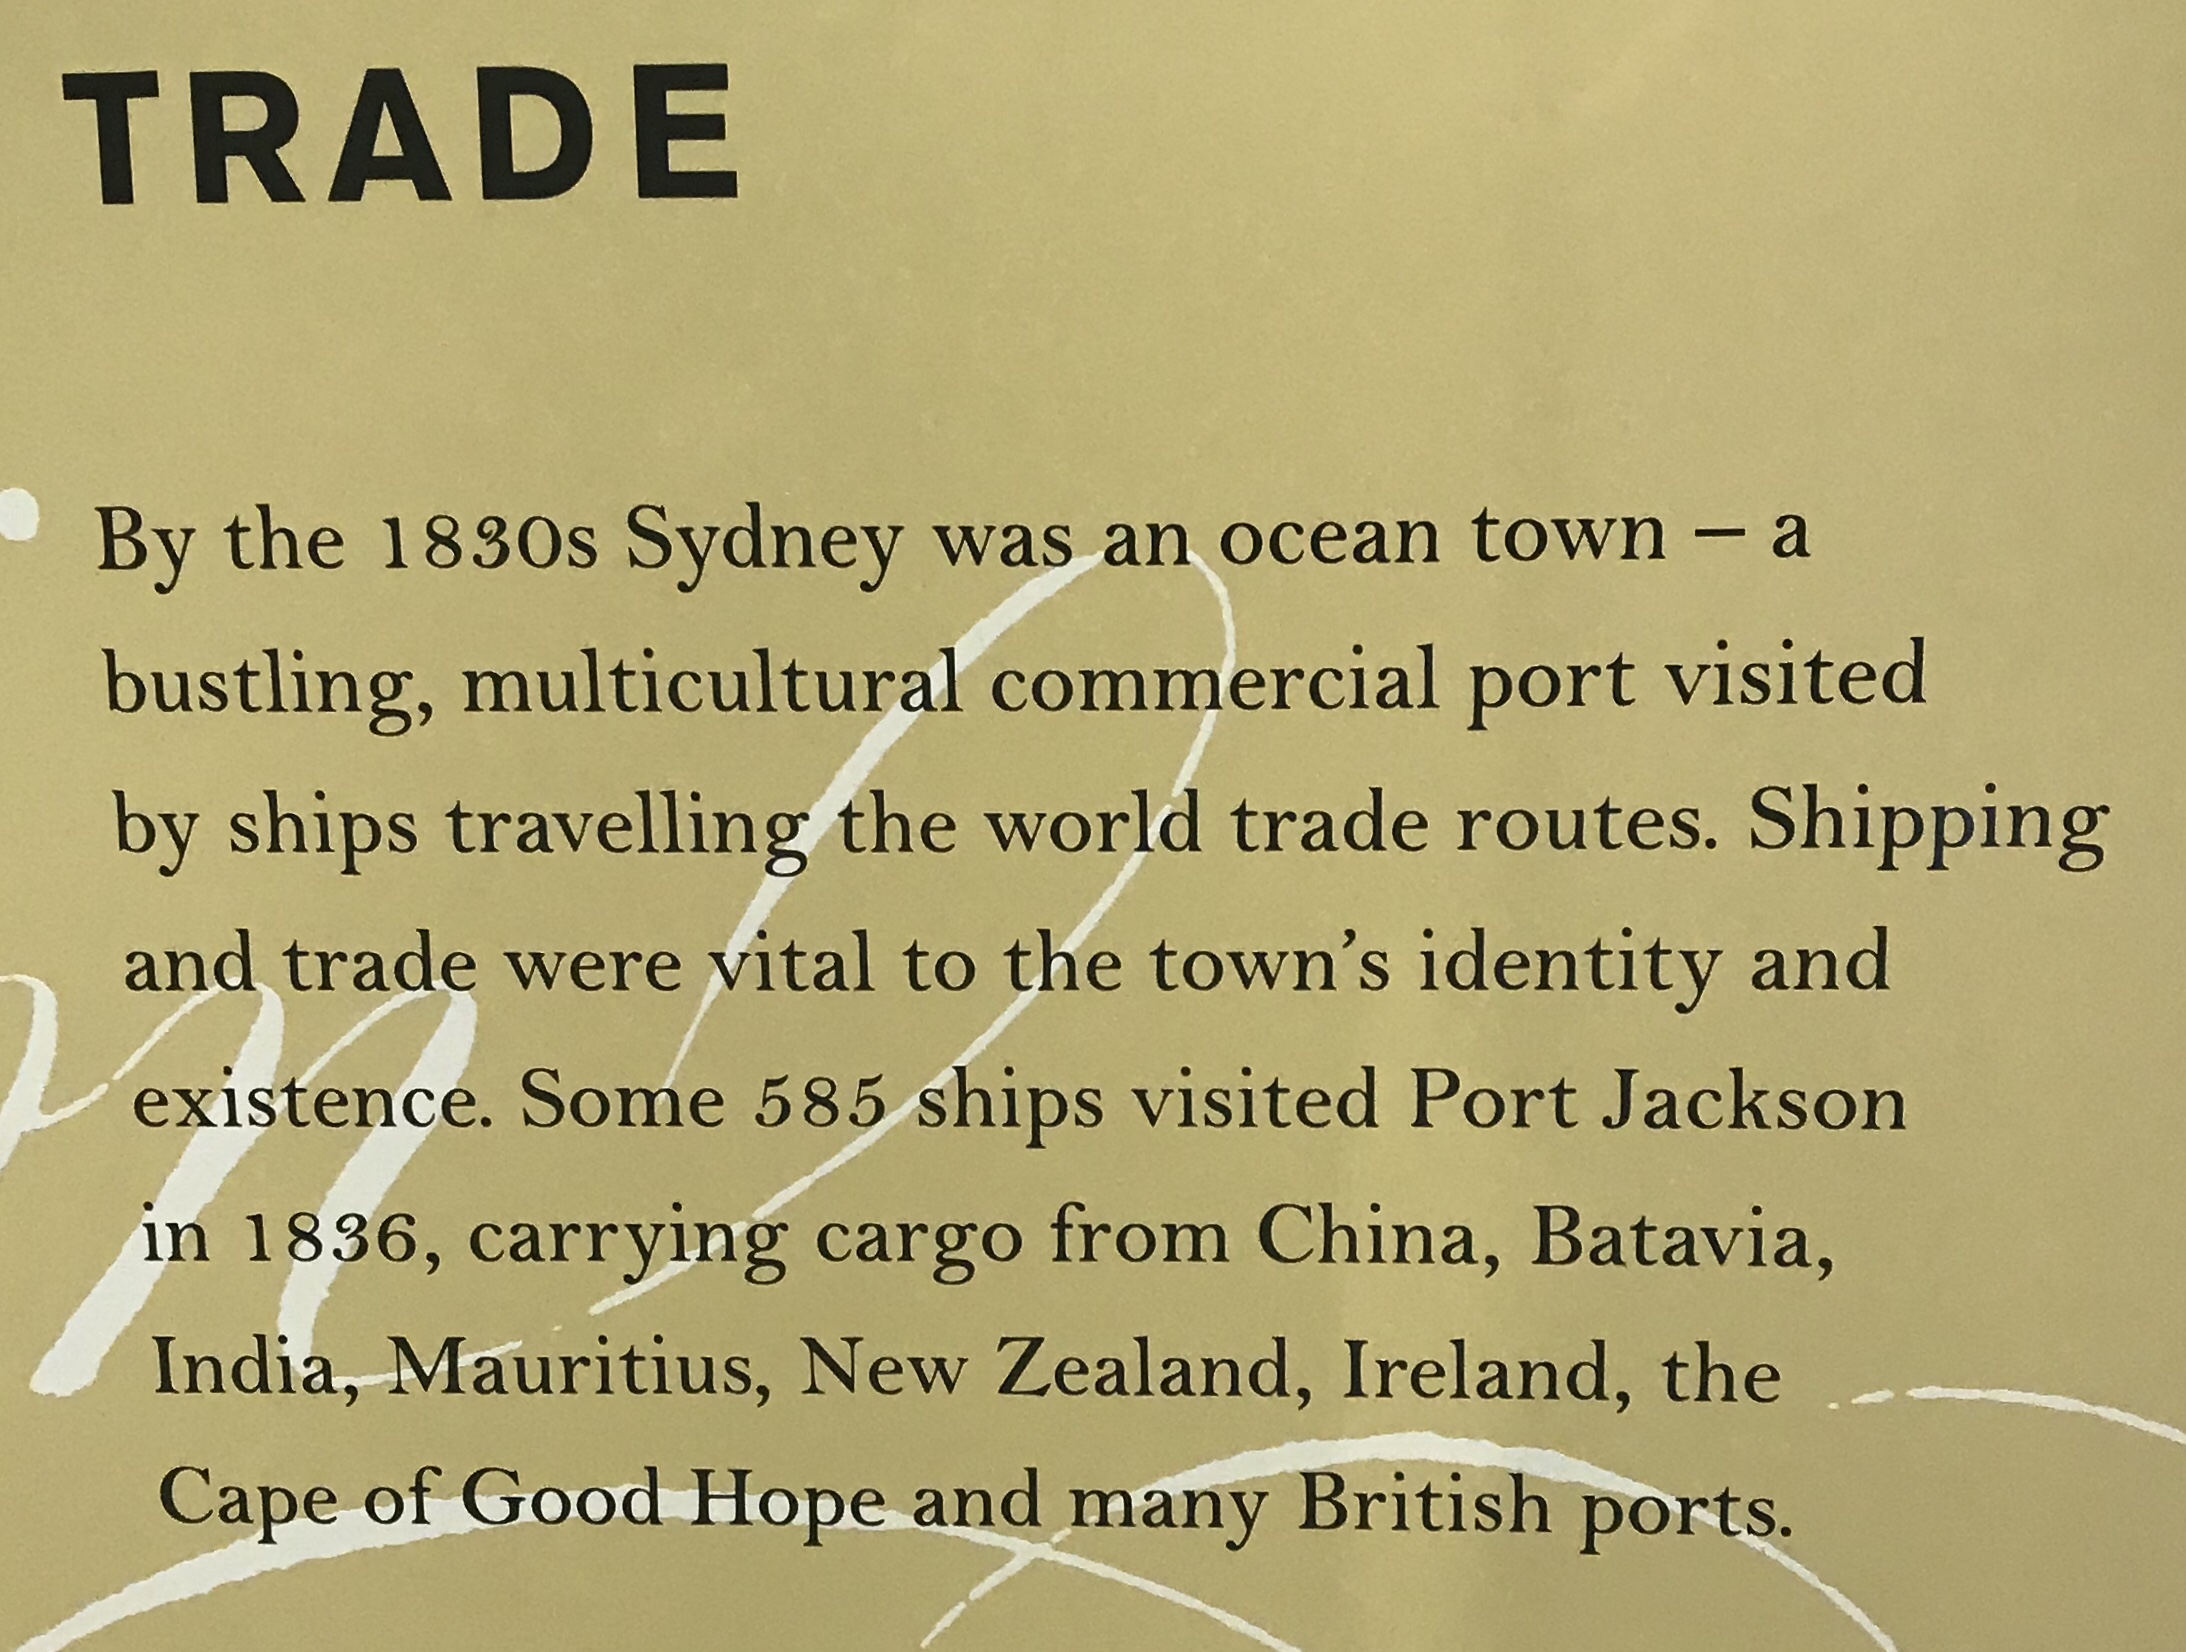 TRADE
By the 1830s Sydney was an ocean town – a
bustling, multicultural commercial port visited
by ships travelling the world trade routes. Shipping
and trade were vital to the town’s identity and
existence. Some 585 ships visited Port Jackson
in 1836, carrying cargo from China, Batavia,
India, Mauritius, New Zealand, Ireland, the
Cape of Good Hope and many British ports.